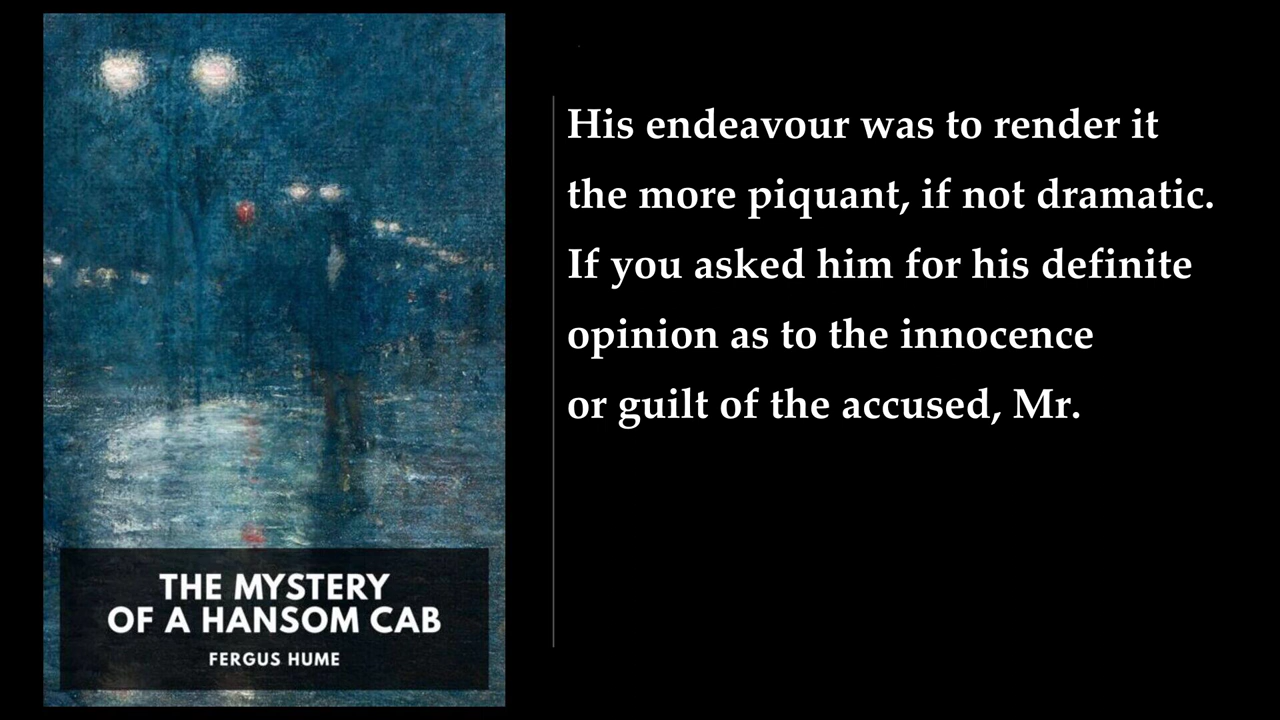 THE MYSTERY
OF A HANSOM CAB
FERGUS HUME
His endeavour was to render it
the more piquant, if not dramatic.
If you asked him for his definite
opinion as to the innocence
or guilt of the accused, Mr.